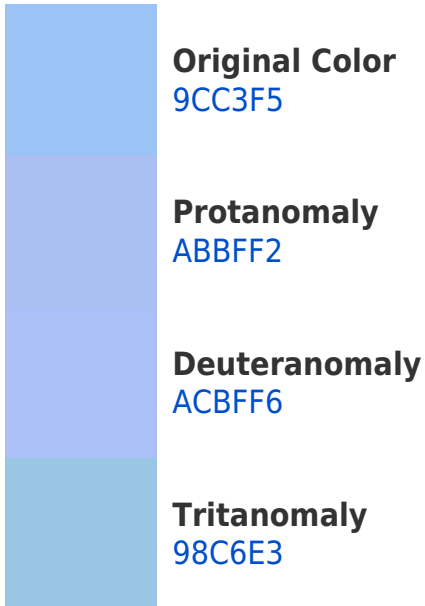 Original Color
9CC3F5
Protanomaly
ABBFF2
Deuteranomaly
ACBFF6
Tritanomaly
98C6E3